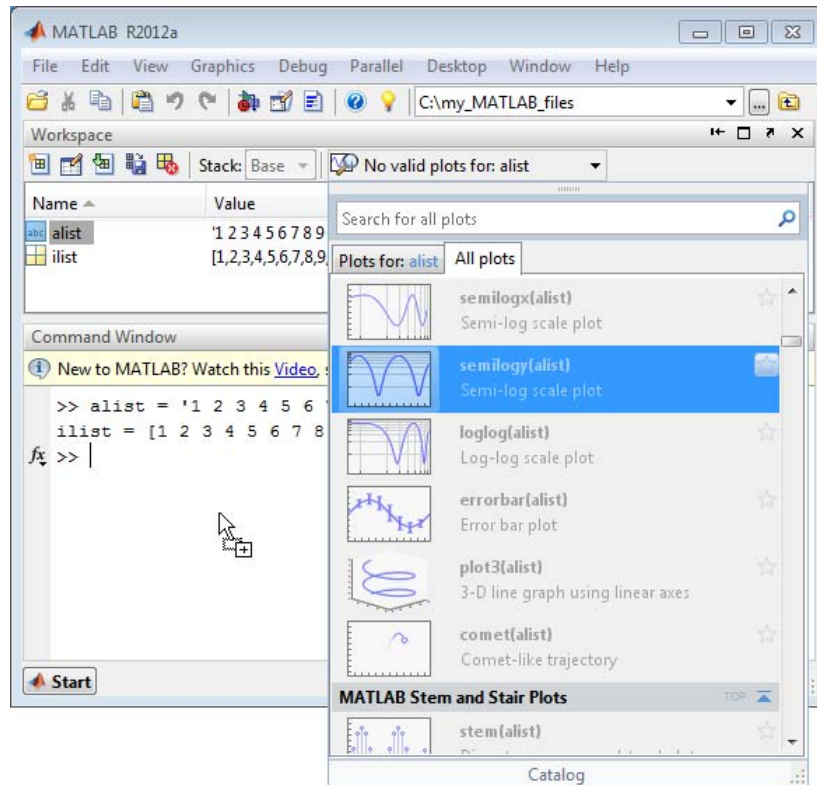 MATLAB R2012a
File Edit View Graphics Debug Parallel Desktop Window Help
C:\my_MATLAB_files
Workspace
Stack: Base No valid plots for: alist
Name Value
abc alist '1 2 3 4 5 6 7 8 9
ilist [1,2,3,4,5,6,7,8,9,
Search for all plots
Plots for: alist All plots
semilogx(alist)
Semi-log scale plot
semilogy(alist)
Semi-log scale plot
loglog(alist)
Log-log scale plot
errorbar(alist)
Error bar plot
plot3(alist)
3-D line graph using linear axes
comet(alist)
Comet-like trajectory
MATLAB Stem and Stair Plots TOP
stem(alist)
Catalog
Command Window
New to MATLAB? Watch this Video,
>> alist = '1 2 3 4 5 6
ilist = [1 2 3 4 5 6 7 8
fx >>
Start